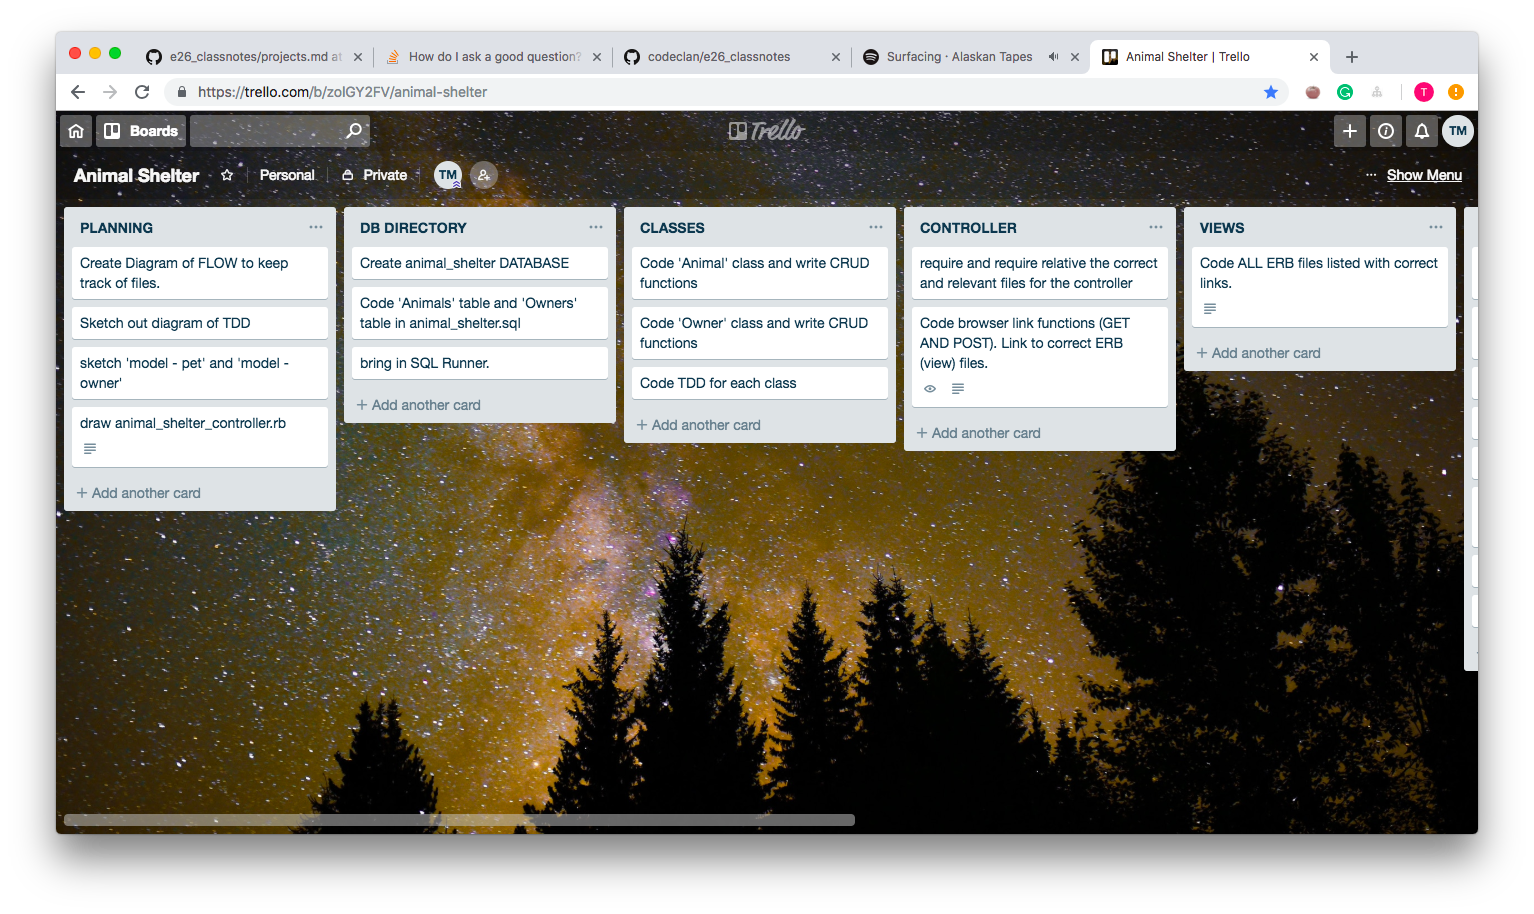 e26_classnotes/projects.md at
How do I ask a good question?
codeclan/e26_classnotes
Surfacing · Alaskan Tapes
Animal Shelter | Trello
https://trello.com/b/zolGY2FV/animal-shelter
T
Boards
Trello
TM
Animal Shelter
Personal
Private
TM
... Show Menu
PLANNING
Create Diagram of FLOW to keep
track of files.
Sketch out diagram of TDD
sketch 'model - pet' and 'model -
owner'
draw animal_shelter_controller.rb
+ Add another card
DB DIRECTORY
Create animal_shelter DATABASE
Code 'Animals' table and 'Owners'
table in animal_shelter.sql
bring in SQL Runner.
+ Add another card
CLASSES
Code 'Animal' class and write CRUD
functions
Code 'Owner' class and write CRUD
functions
Code TDD for each class
+ Add another card
CONTROLLER
require and require relative the correct
and relevant files for the controller
Code browser link functions (GET
AND POST). Link to correct ERB
(view) files.
+ Add another card
VIEWS
Code ALL ERB files listed with correct
links.
+ Add another card